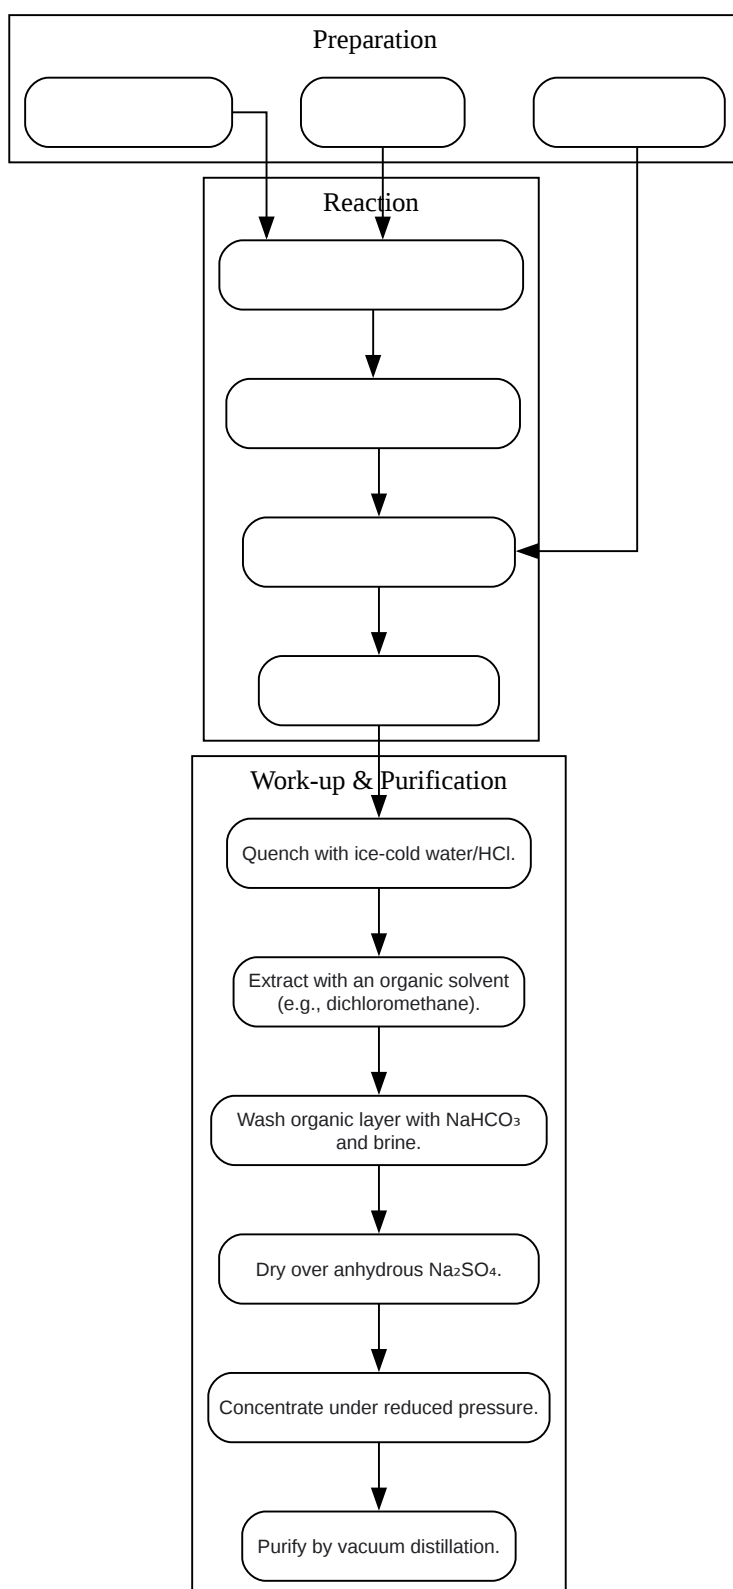 Preparation
Reaction
Work-up & Purification
Quench with ice-cold water/HCl.
Extract with an organic solvent
(e.g., dichloromethane).
Wash organic layer with NaHCO₃
and brine.
Dry over anhydrous Na₂SO₄.
Concentrate under reduced pressure.
Purify by vacuum distillation.